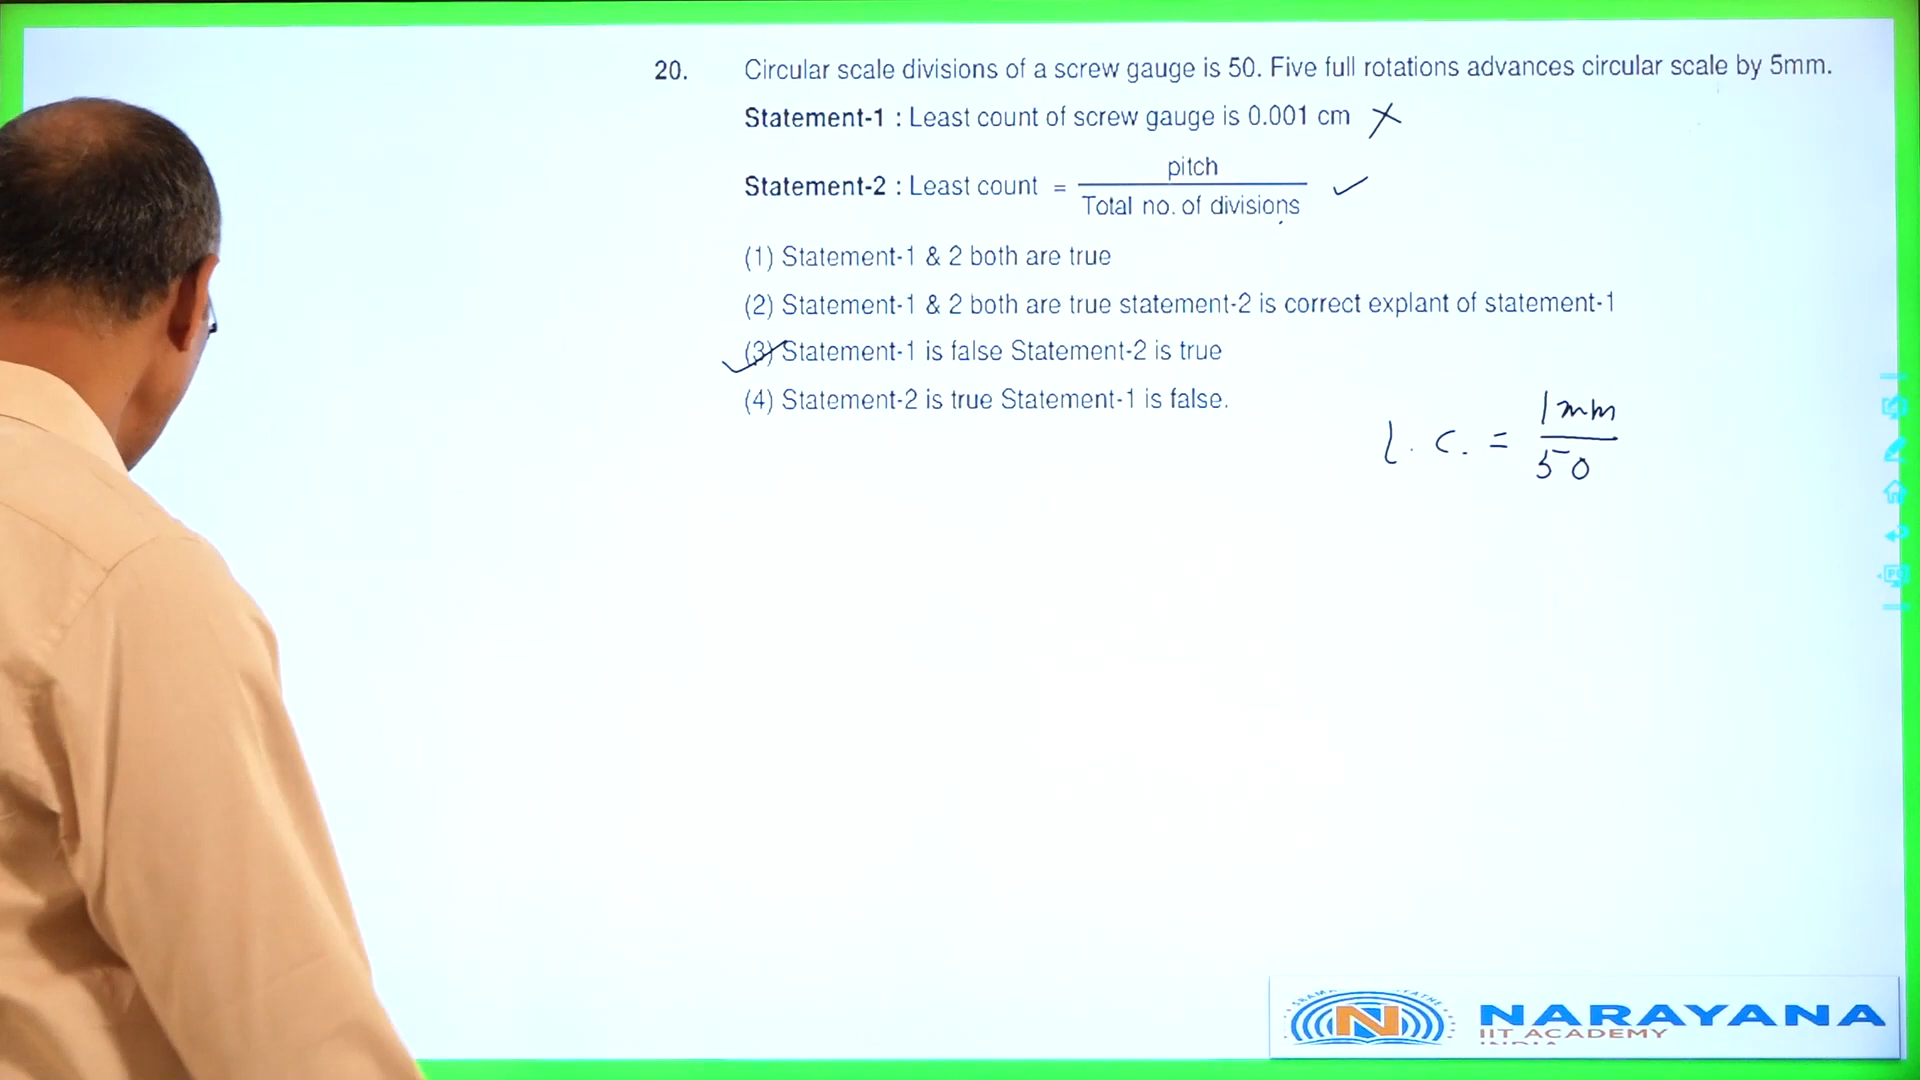 20. Circular scale divisions of a screw gauge is 50. Five full rotations advances circular scale by 5mm.
Statement-1 : Least count of screw gauge is 0.001 cm ✗
Statement-2 : Least count = pitch / Total no. of divisions ✓
(1) Statement-1 & 2 both are true
(2) Statement-1 & 2 both are true statement-2 is correct explant of statement-1
(3) Statement-1 is false Statement-2 is true
(4) Statement-2 is true Statement-1 is false.
L. C. = 1mm / 50
NARAYANA
IIT ACADEMY
INDIA